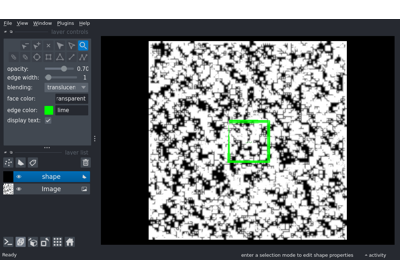 File View Window Plugins Help
layer controls
opacity: 0.70
edge width: 1
blending: translucen
face color: ransparent
edge color: lime
display text:
layer list
shape
Image
Ready enter a selection mode to edit shape properties activity